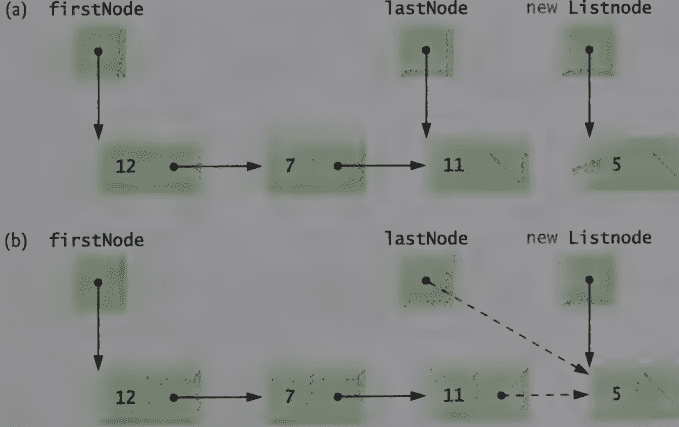 (a) firstNode lastNode new Listnode
12 7 11 5
(b) firstNode lastNode new Listnode
12 7 11 5